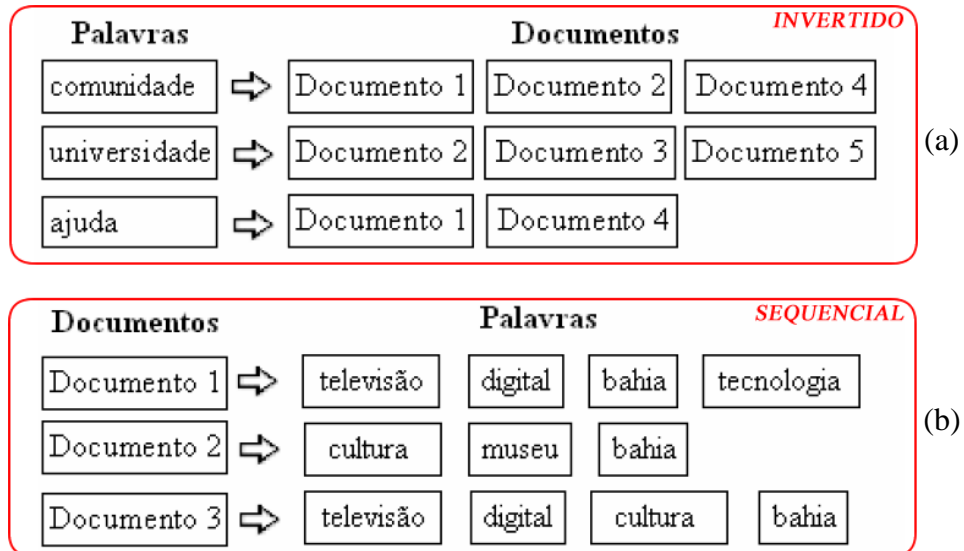 INVERTIDO
Palavras Documentos
comunidade Documento 1 Documento 2 Documento 4
universidade Documento 2 Documento 3 Documento 5
ajuda Documento 1 Documento 4
(a)
SEQUENCIAL
Documentos Palavras
Documento 1 televisão digital bahia tecnologia
Documento 2 cultura museu bahia
Documento 3 televisão digital cultura bahia
(b)